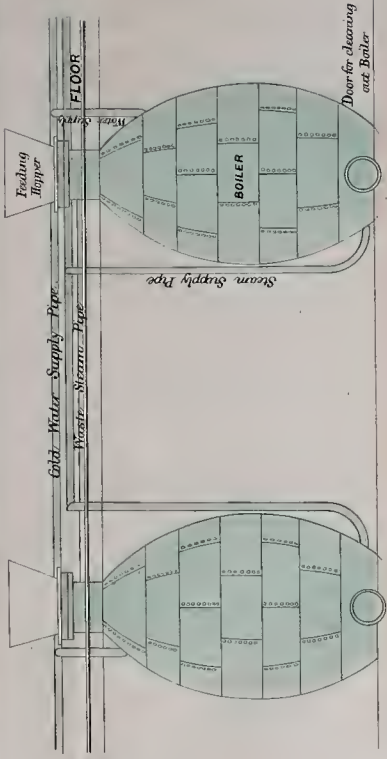 Feeding
Hopper
FLOOR
Water Supply
Cold Water Supply Pipe
Waste Steam Pipe
Steam Supply Pipe
BOILER
Door for cleaning
out Boiler